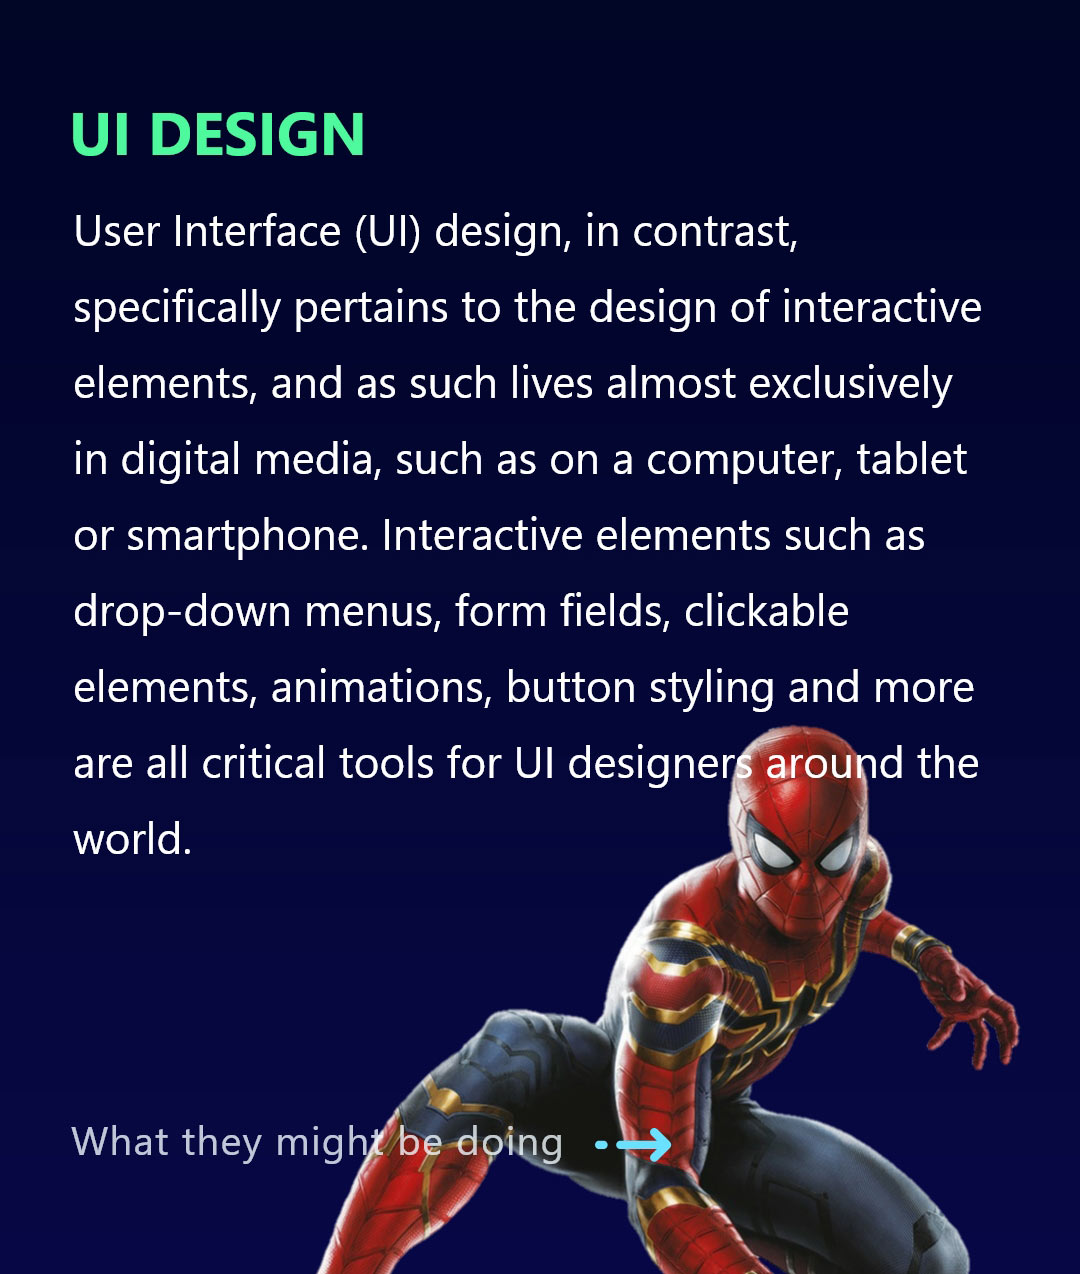 UI DESIGN
User Interface (UI) design, in contrast,
specifically pertains to the design of interactive
elements, and as such lives almost exclusively
in digital media, such as on a computer, tablet
or smartphone. Interactive elements such as
drop-down menus, form fields, clickable
elements, animations, button styling and more
are all critical tools for UI designers around the
world.
What they might be doing